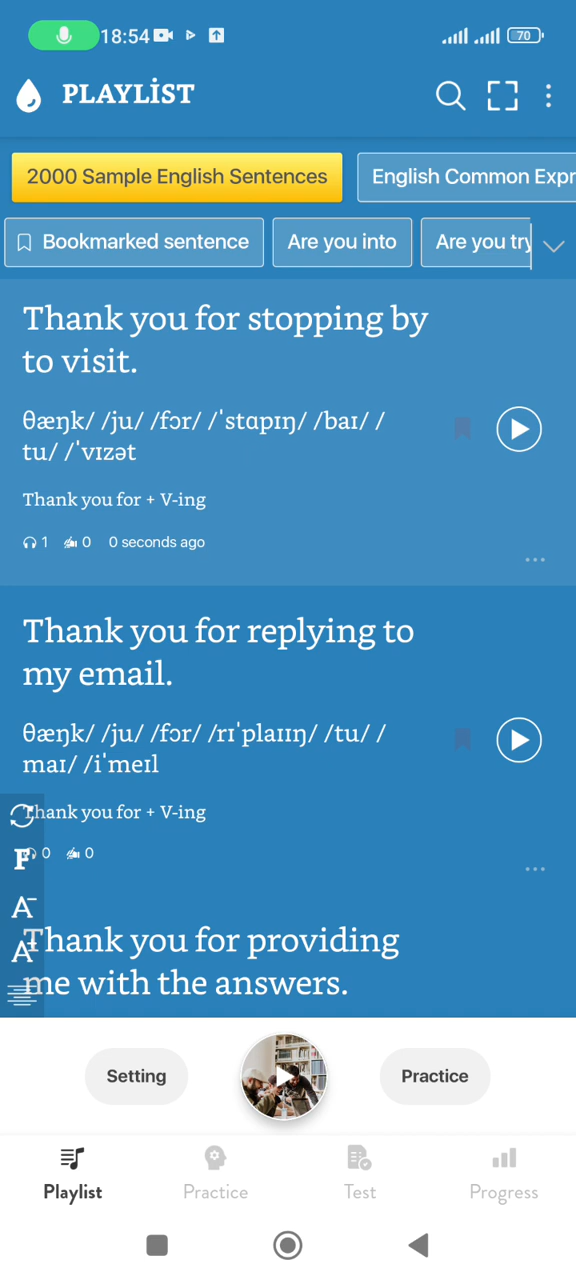 18:54
70
PLAYLİST
2000 Sample English Sentences
English Common Expr
Bookmarked sentence
Are you into
Are you try
Thank you for stopping by
to visit.
θæŋk/ /ju/ /fɔr/ /ˈstɑpɪŋ/ /baɪ/ /
tu/ /ˈvɪzət
Thank you for + V-ing
1
0
0 seconds ago
Thank you for replying to
my email.
θæŋk/ /ju/ /fɔr/ /rɪˈplaɪɪŋ/ /tu/ /
maɪ/ /iˈmeɪl
Thank you for + V-ing
F
0
0
A-
A
Thank you for providing
me with the answers.
Setting
Practice
Playlist
Practice
Test
Progress